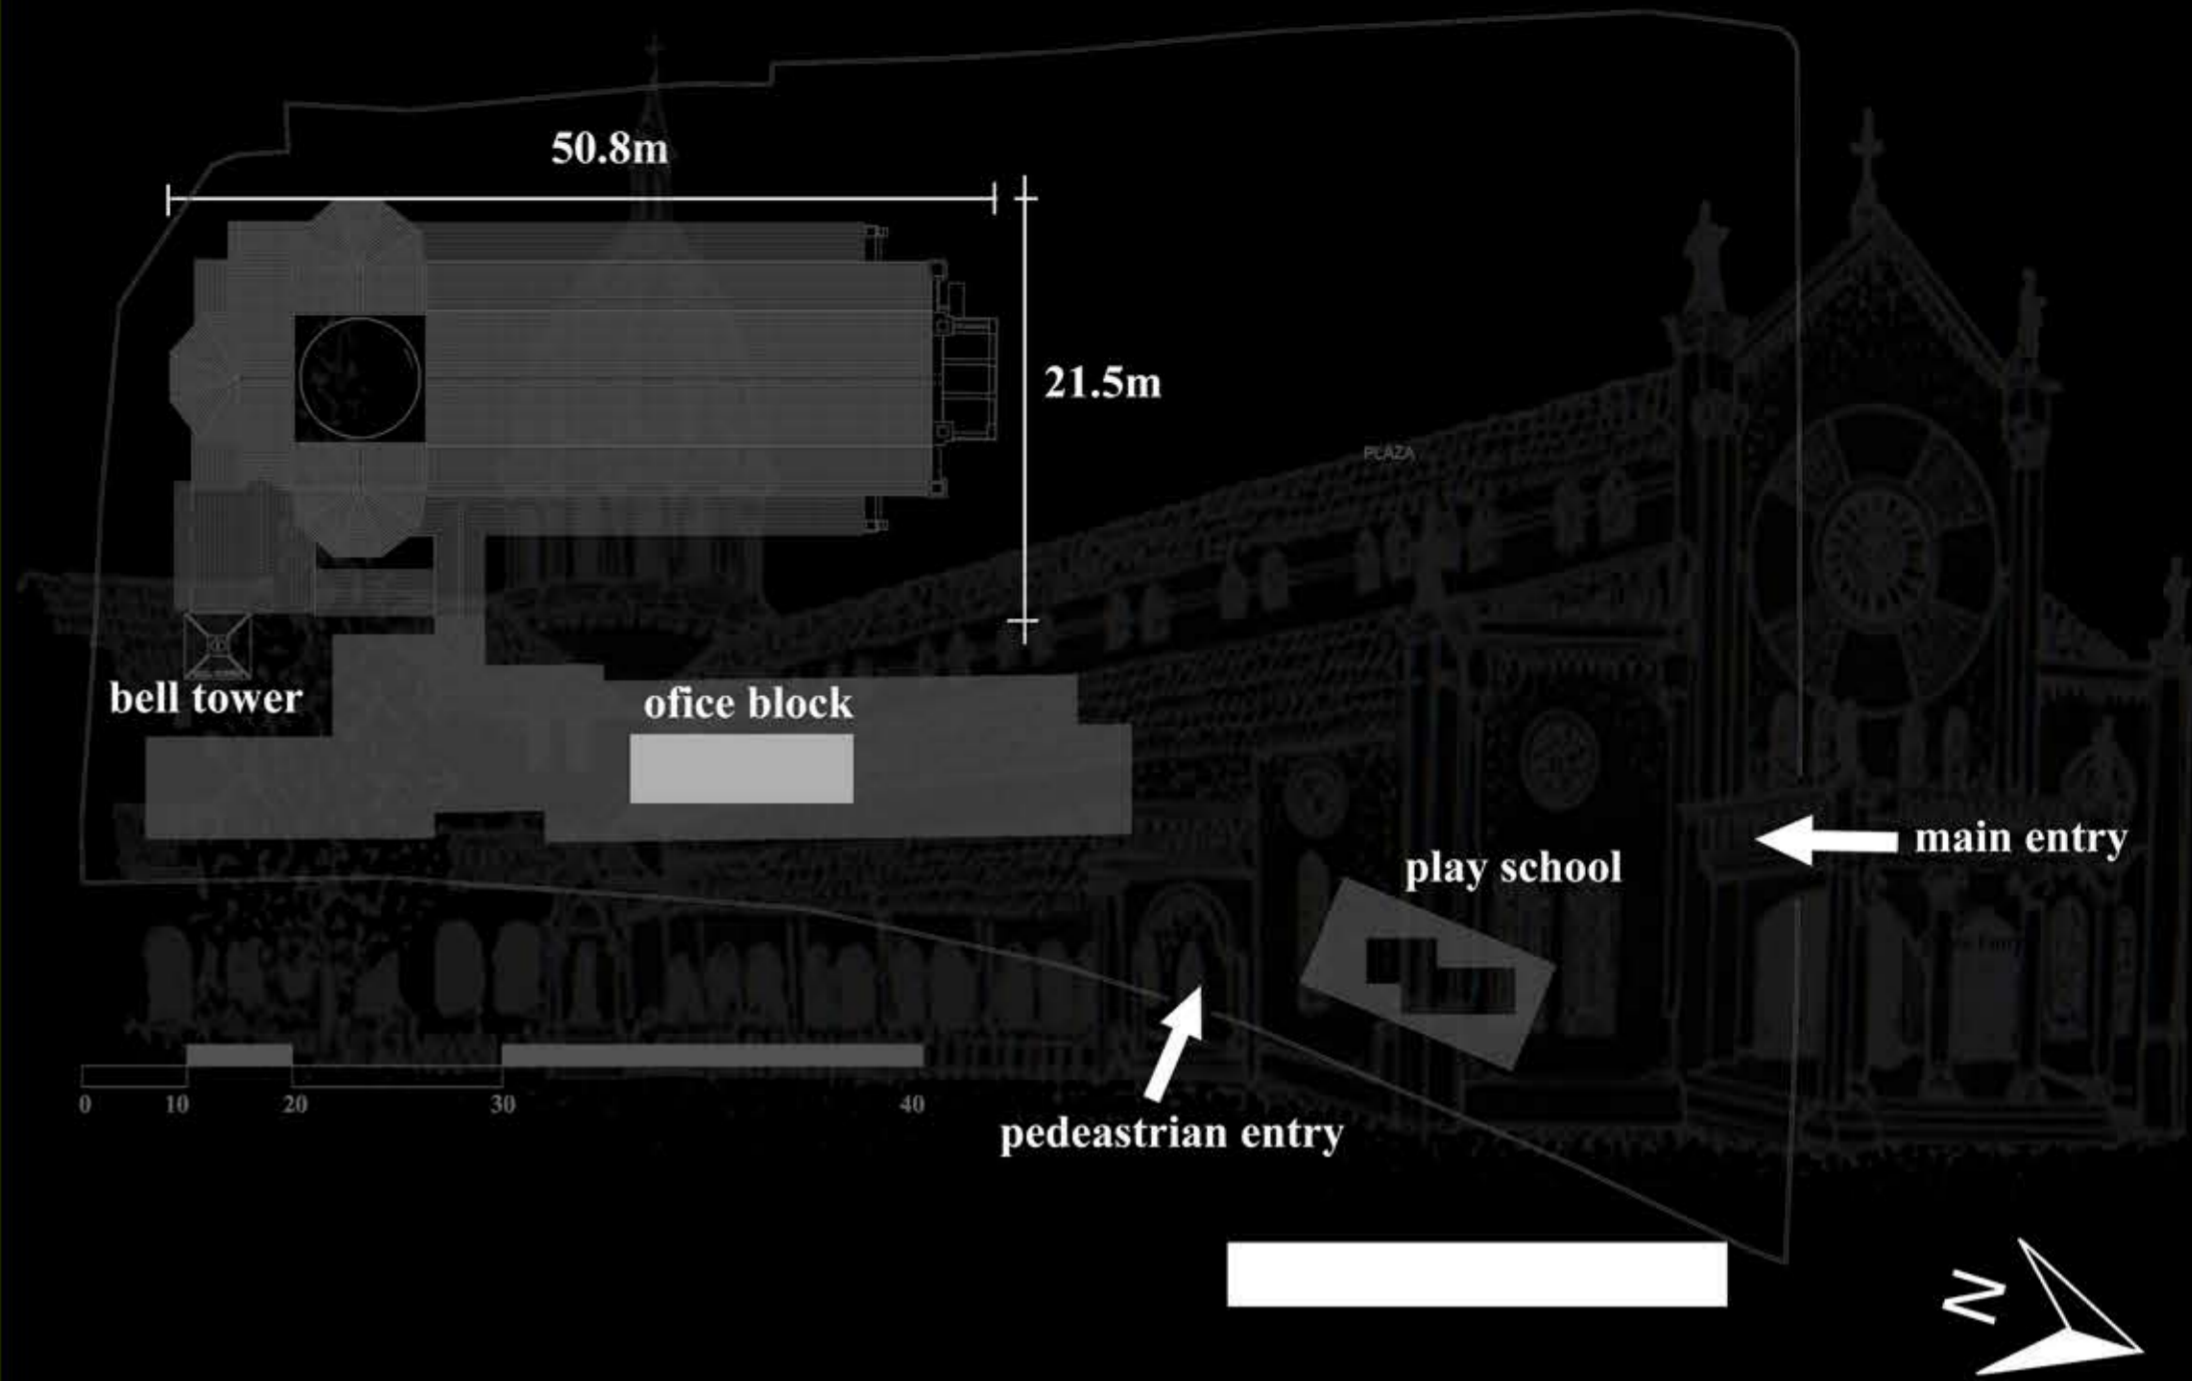 50.8m
21.5m
PLAZA
bell tower
ofice block
main entry
play school
0 10 20 30 40
pedeastrian entry
N